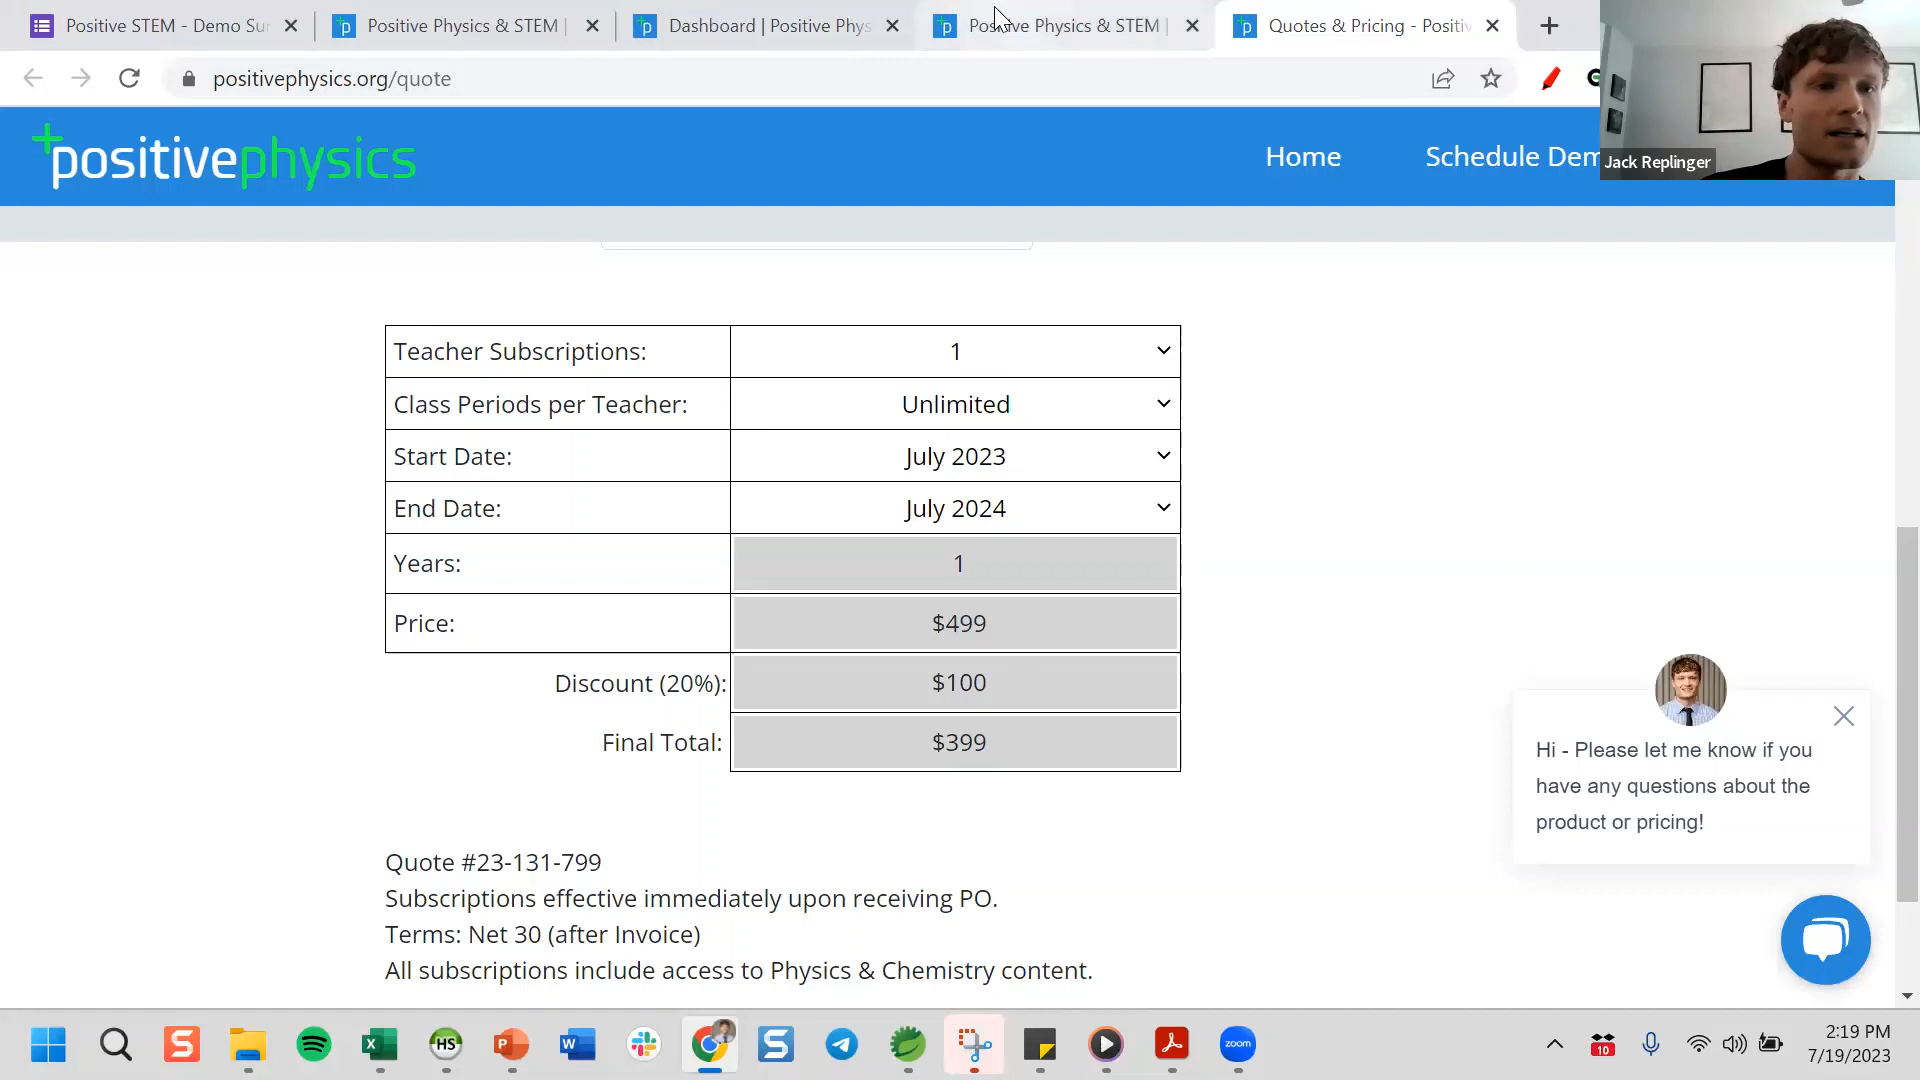 Positive STEM - Demo Sur
Positive Physics & STEM |
Dashboard | Positive Phys
Positive Physics & STEM |
Quotes & Pricing - Positiv
positivephysics.org/quote
positivephysics
Home
Schedule Dem
Jack Replinger
Teacher Subscriptions: 1
Class Periods per Teacher: Unlimited
Start Date: July 2023
End Date: July 2024
Years: 1
Price: $499
Discount (20%): $100
Final Total: $399
Hi - Please let me know if you
have any questions about the
product or pricing!
Quote #23-131-799
Subscriptions effective immediately upon receiving PO.
Terms: Net 30 (after Invoice)
All subscriptions include access to Physics & Chemistry content.
HS
zoom
10
2:19 PM
7/19/2023